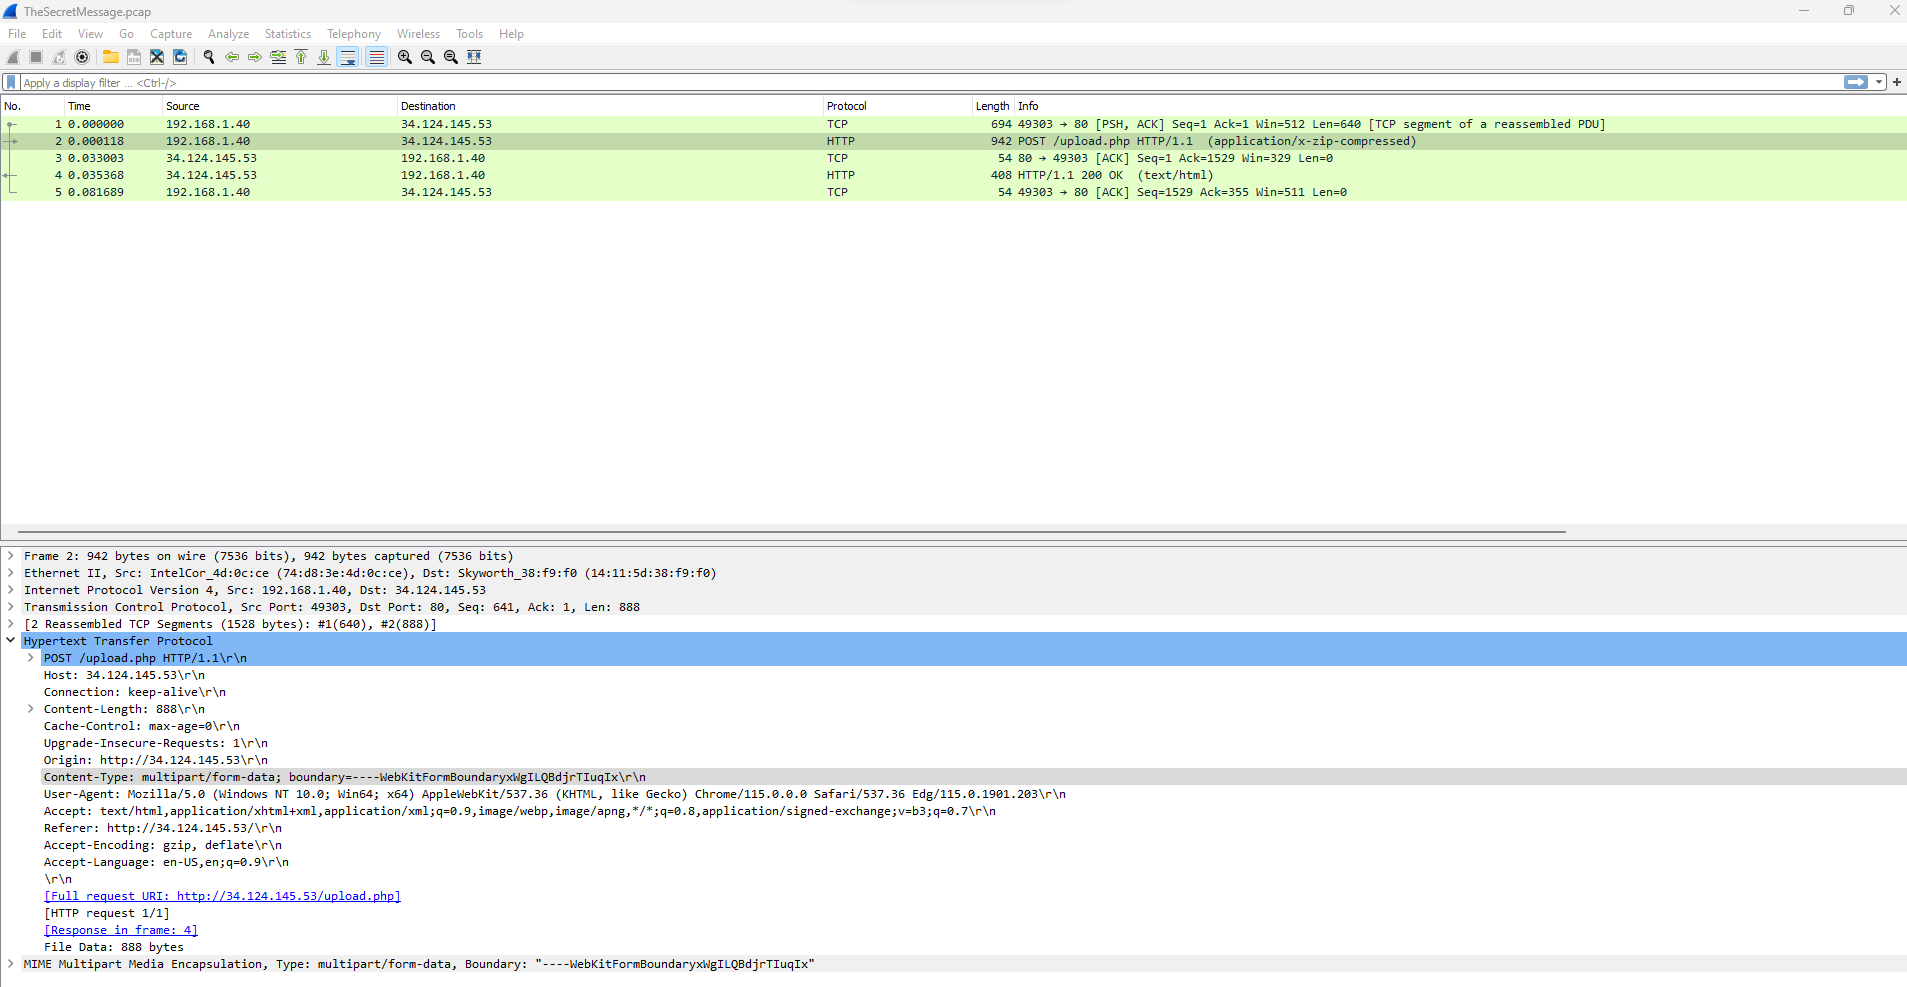 TheSecretMessage.pcap
File Edit View Go Capture Analyze Statistics Telephony Wireless Tools Help
Apply a display filter ... <Ctrl-/>
No. Time Source Destination Protocol Length Info
1 0.000000 192.168.1.40 34.124.145.53 TCP 694 49303 → 80 [PSH, ACK] Seq=1 Ack=1 Win=512 Len=640 [TCP segment of a reassembled PDU]
2 0.000118 192.168.1.40 34.124.145.53 HTTP 942 POST /upload.php HTTP/1.1 (application/x-zip-compressed)
3 0.033003 34.124.145.53 192.168.1.40 TCP 54 80 → 49303 [ACK] Seq=1 Ack=1529 Win=329 Len=0
4 0.035368 34.124.145.53 192.168.1.40 HTTP 408 HTTP/1.1 200 OK (text/html)
5 0.081689 192.168.1.40 34.124.145.53 TCP 54 49303 → 80 [ACK] Seq=1529 Ack=355 Win=511 Len=0
Frame 2: 942 bytes on wire (7536 bits), 942 bytes captured (7536 bits)
Ethernet II, Src: IntelCor_4d:0c:ce (74:d8:3e:4d:0c:ce), Dst: Skyworth_38:f9:f0 (14:11:5d:38:f9:f0)
Internet Protocol Version 4, Src: 192.168.1.40, Dst: 34.124.145.53
Transmission Control Protocol, Src Port: 49303, Dst Port: 80, Seq: 641, Ack: 1, Len: 888
[2 Reassembled TCP Segments (1528 bytes): #1(640), #2(888)]
Hypertext Transfer Protocol
POST /upload.php HTTP/1.1\r\n
Host: 34.124.145.53\r\n
Connection: keep-alive\r\n
Content-Length: 888\r\n
Cache-Control: max-age=0\r\n
Upgrade-Insecure-Requests: 1\r\n
Origin: http://34.124.145.53\r\n
Content-Type: multipart/form-data; boundary=----WebKitFormBoundaryxWgILQBdjrTIuqIx\r\n
User-Agent: Mozilla/5.0 (Windows NT 10.0; Win64; x64) AppleWebKit/537.36 (KHTML, like Gecko) Chrome/115.0.0.0 Safari/537.36 Edg/115.0.1901.203\r\n
Accept: text/html,application/xhtml+xml,application/xml;q=0.9,image/webp,image/apng,*/*;q=0.8,application/signed-exchange;v=b3;q=0.7\r\n
Referer: http://34.124.145.53/\r\n
Accept-Encoding: gzip, deflate\r\n
Accept-Language: en-US,en;q=0.9\r\n
\r\n
[Full request URI: http://34.124.145.53/upload.php]
[HTTP request 1/1]
[Response in frame: 4]
File Data: 888 bytes
MIME Multipart Media Encapsulation, Type: multipart/form-data, Boundary: "----WebKitFormBoundaryxWgILQBdjrTIuqIx"